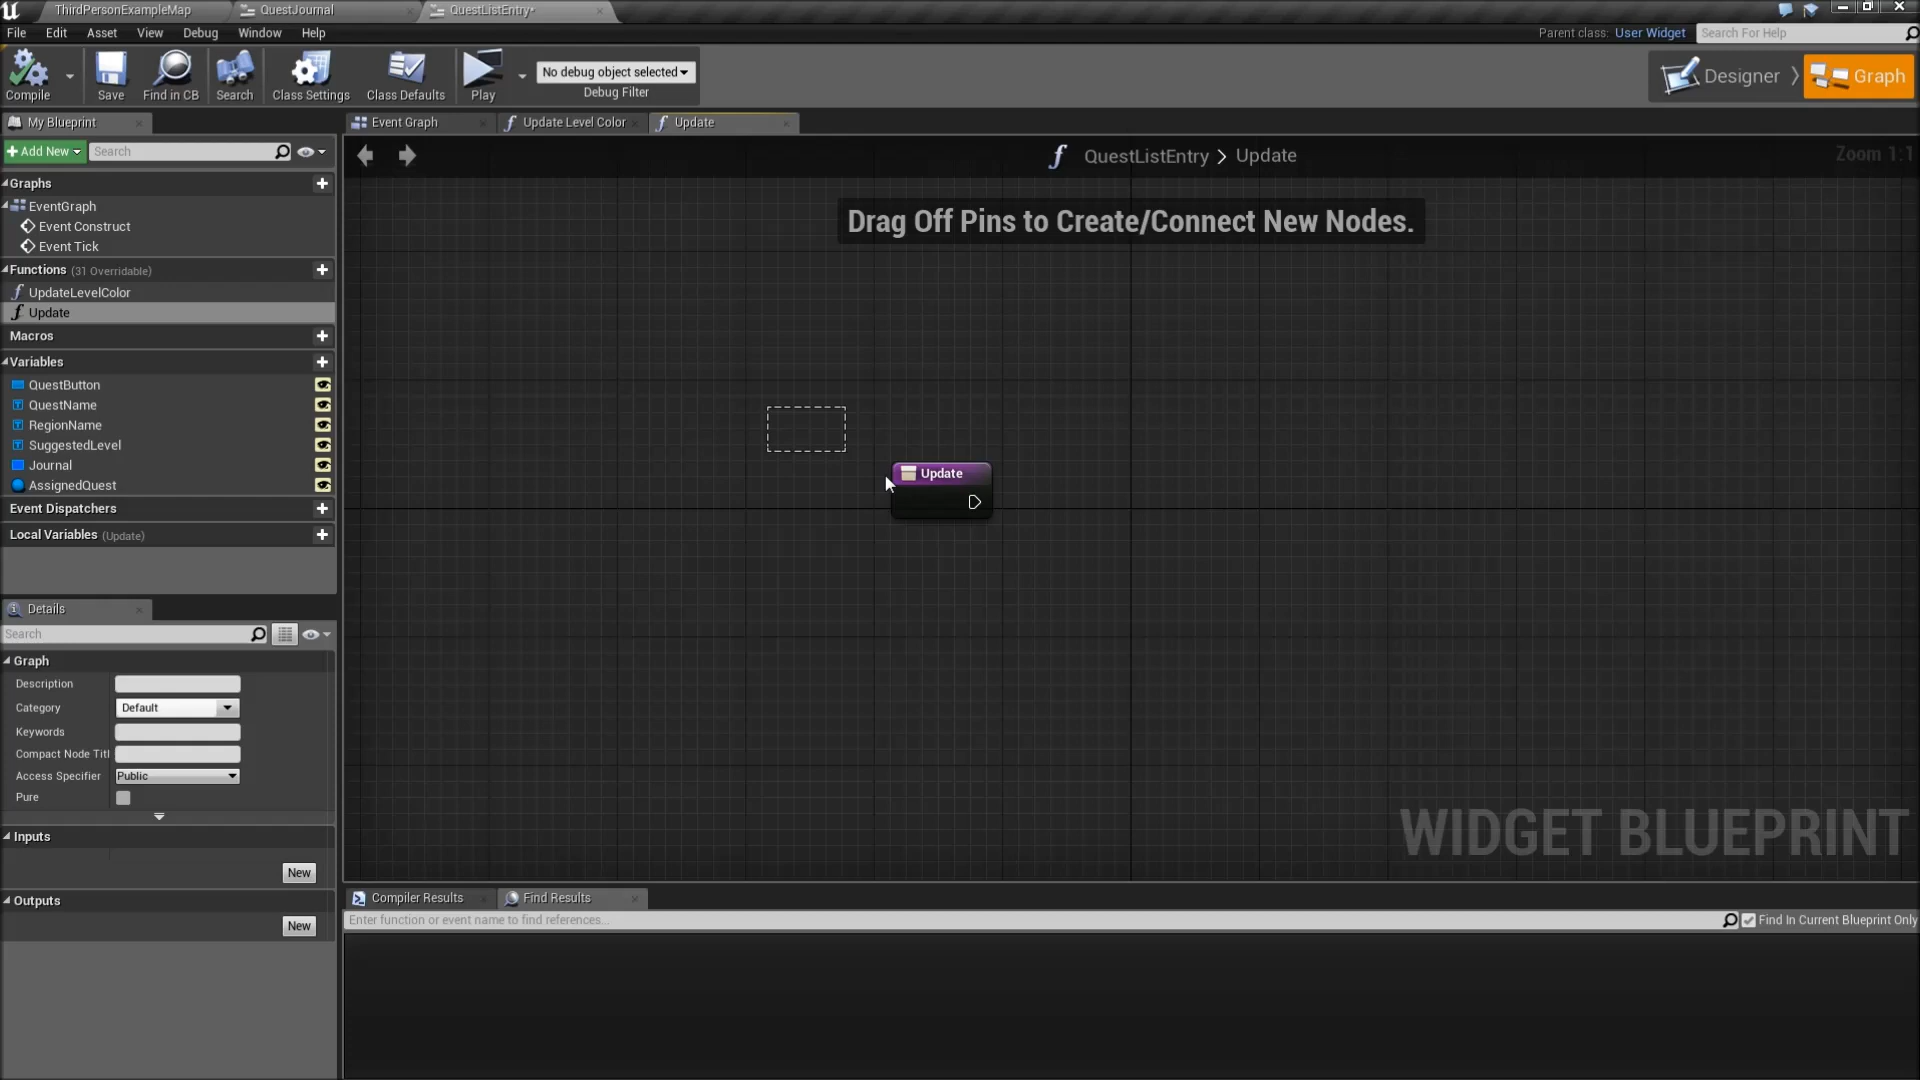 ThirdPersonExampleMap
QuestJournal
QuestListEntry*
File Edit Asset View Debug Window Help
Parent class: User Widget
Search For Help
Compile
Save
Find in CB
Search
Class Settings
Class Defaults
Play
No debug object selected
Debug Filter
Designer
Graph
My Blueprint
Add New
Search
Graphs
EventGraph
Event Construct
Event Tick
Functions (31 Overridable)
UpdateLevelColor
Update
Macros
Variables
QuestButton
QuestName
RegionName
SuggestedLevel
Journal
AssignedQuest
Event Dispatchers
Local Variables (Update)
Details
Search
Graph
Description
Category Default
Keywords
Compact Node Titl
Access Specifier Public
Pure
Inputs
New
Outputs
New
Event Graph
Update Level Color
Update
QuestListEntry > Update
Zoom 1:1
Drag Off Pins to Create/Connect New Nodes.
Update
WIDGET BLUEPRINT
Compiler Results
Find Results
Enter function or event name to find references...
Find In Current Blueprint Only